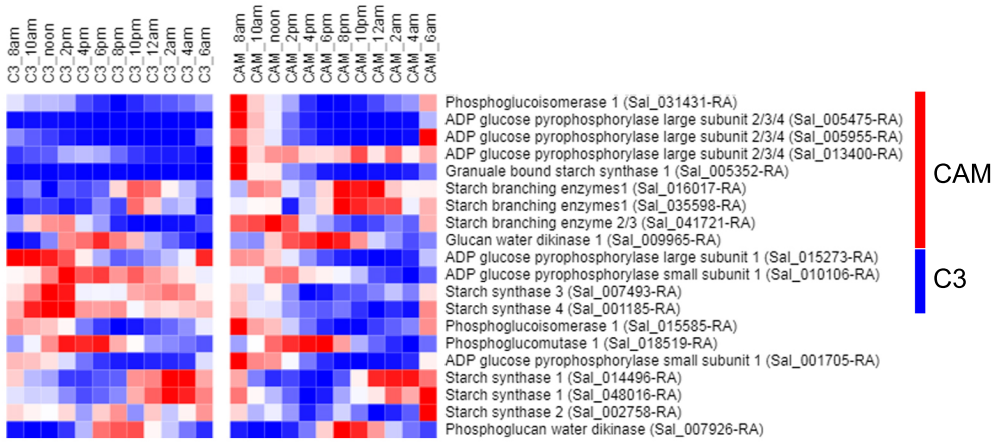 C3_8am
C3_10am
C3_noon
C3_2pm
C3_4pm
C3_6pm
C3_8pm
C3_10pm
C3_12am
C3_2am
C3_4am
C3_6am
CAM_8am
CAM_10am
CAM_noon
CAM_2pm
CAM_4pm
CAM_6pm
CAM_8pm
CAM_10pm
CAM_12am
CAM_2am
CAM_4am
CAM_6am
Phosphoglucoisomerase 1 (Sal_031431-RA)
ADP glucose pyrophosphorylase large subunit 2/3/4 (Sal_005475-RA)
ADP glucose pyrophosphorylase large subunit 2/3/4 (Sal_005955-RA)
ADP glucose pyrophosphorylase large subunit 2/3/4 (Sal_013400-RA)
Granuale bound starch synthase 1 (Sal_005352-RA)
Starch branching enzymes1 (Sal_016017-RA)
Starch branching enzymes1 (Sal_035598-RA)
Starch branching enzyme 2/3 (Sal_041721-RA)
Glucan water dikinase 1 (Sal_009965-RA)
ADP glucose pyrophosphorylase large subunit 1 (Sal_015273-RA)
ADP glucose pyrophosphorylase small subunit 1 (Sal_010106-RA)
Starch synthase 3 (Sal_007493-RA)
Starch synthase 4 (Sal_001185-RA)
Phosphoglucoisomerase 1 (Sal_015585-RA)
Phosphoglucomutase 1 (Sal_018519-RA)
ADP glucose pyrophosphorylase small subunit 1 (Sal_001705-RA)
Starch synthase 1 (Sal_014496-RA)
Starch synthase 1 (Sal_048016-RA)
Starch synthase 2 (Sal_002758-RA)
Phosphoglucan water dikinase (Sal_007926-RA)
CAM
C3